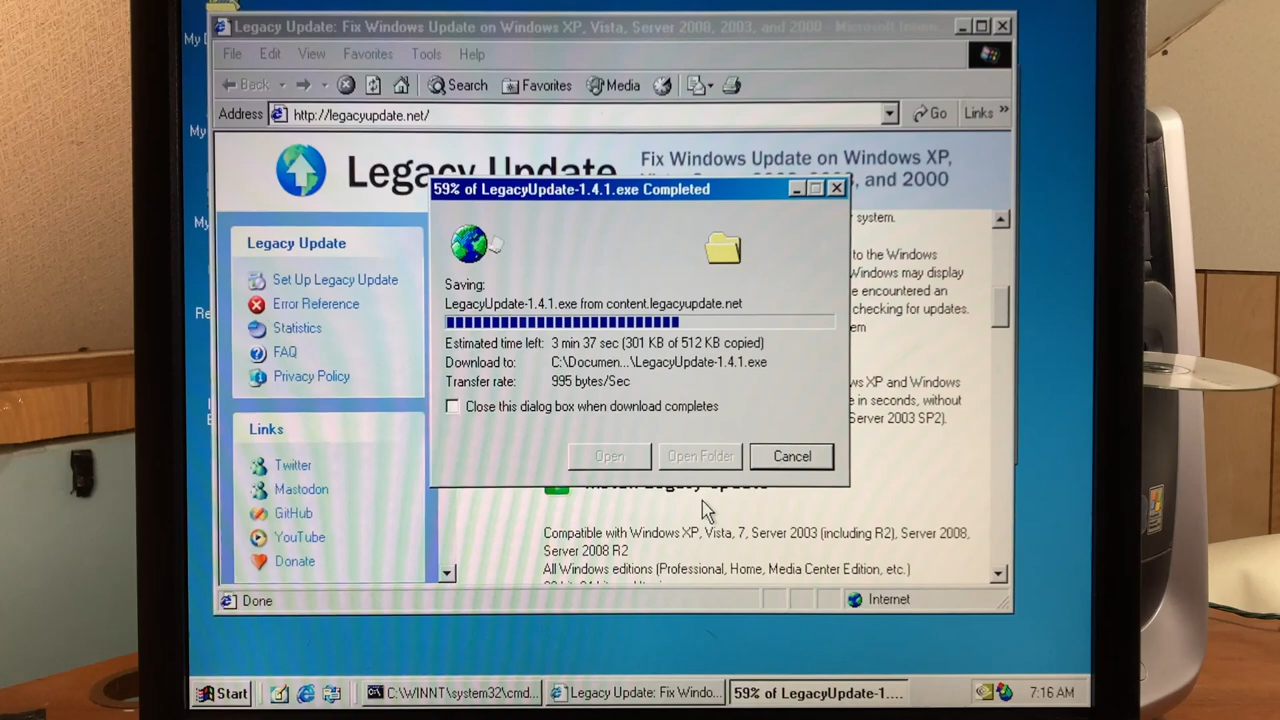 Legacy Update: Fix Windows Update on Windows XP, Vista, Server 2008, 2003, and 2000 - Microsoft
File Edit View Favorites Tools Help
Back Search Favorites Media
Address http://legacyupdate.net/ Go Links »
Fix Windows Update on Windows XP,
and 2000
59% of LegacyUpdate-1.4.1.exe Completed
Saving:
LegacyUpdate-1.4.1.exe from content.legacyupdate.net
Estimated time left: 3 min 37 sec (301 KB of 512 KB copied)
Download to: C:\Documen...\LegacyUpdate-1.4.1.exe
Transfer rate: 995 bytes/Sec
Close this dialog box when download completes
Open Open Folder Cancel
Legacy Update
Set Up Legacy Update
Error Reference
Statistics
FAQ
Privacy Policy
Links
Twitter
Mastodon
GitHub
YouTube
Donate
system.
to the Windows
Windows may display
e encountered an
checking for updates.
em
ws XP and Windows
e in seconds, without
Server 2003 SP2).
Compatible with Windows XP, Vista, 7, Server 2003 (including R2), Server 2008,
Server 2008 R2
All Windows editions (Professional, Home, Media Center Edition, etc.)
Done Internet
Start C:\WINNT\system32\cmd... Legacy Update: Fix Windo... 59% of LegacyUpdate-1.... 7:16 AM